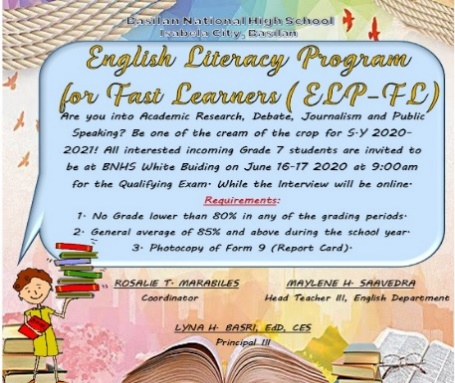 Basilan National High School
Isabela City, Basilan
English Literacy Program
for Fast Learners ( ELP-FL)
Are you into Academic Research, Debate, Journalism and Public
Speaking? Be one of the cream of the crop for S.Y 2020-
2021! All interested incoming Grade 7 students are invited to
be at BNHS White Buiding on June 16-17 2020 at 9:00am
for the Qualifying Exam. While the Interview will be online.
Requirements:
1. No Grade lower than 80% in any of the grading periods.
2. General average of 85% and above during the school year.
3. Photocopy of Form 9 (Report Card).
ROSALIE T. MARABILES
Coordinator
MAYLENE H. SAAVEDRA
Head Teacher III, English Department
LYNA H. BASRI, EdD, CES
Principal III